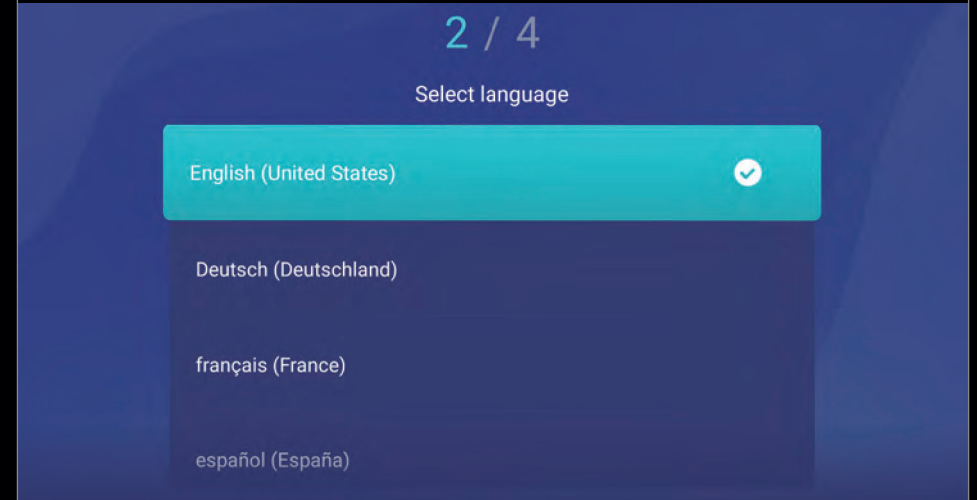 2 / 4
Select language
English (United States)
Deutsch (Deutschland)
français (France)
español (España)